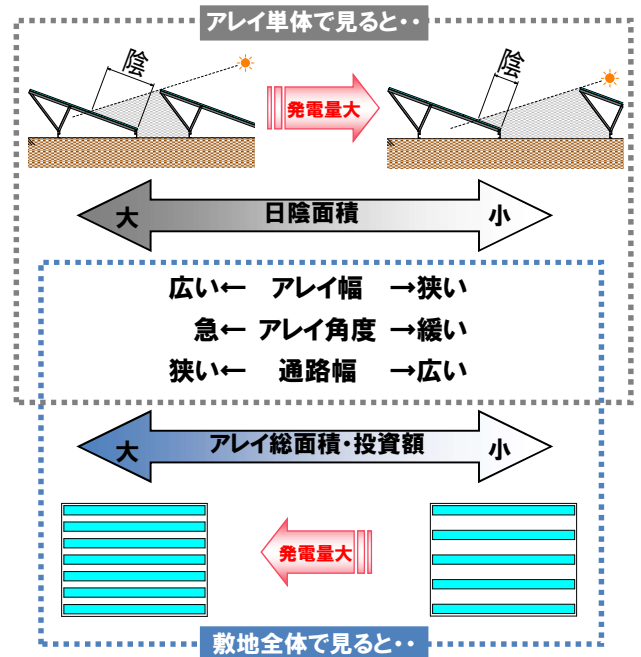 アレイ単体で見ると・・
陰
発電量大
陰
大 日陰面積 小
広い← アレイ幅 →狭い
急← アレイ角度 →緩い
狭い← 通路幅 →広い
大 アレイ総面積・投資額 小
発電量大
敷地全体で見ると・・